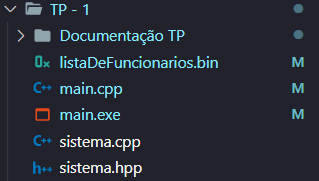 TP - 1
Documentação TP
listaDeFuncionarios.bin M
C++ main.cpp M
main.exe M
C++ sistema.cpp
h++ sistema.hpp